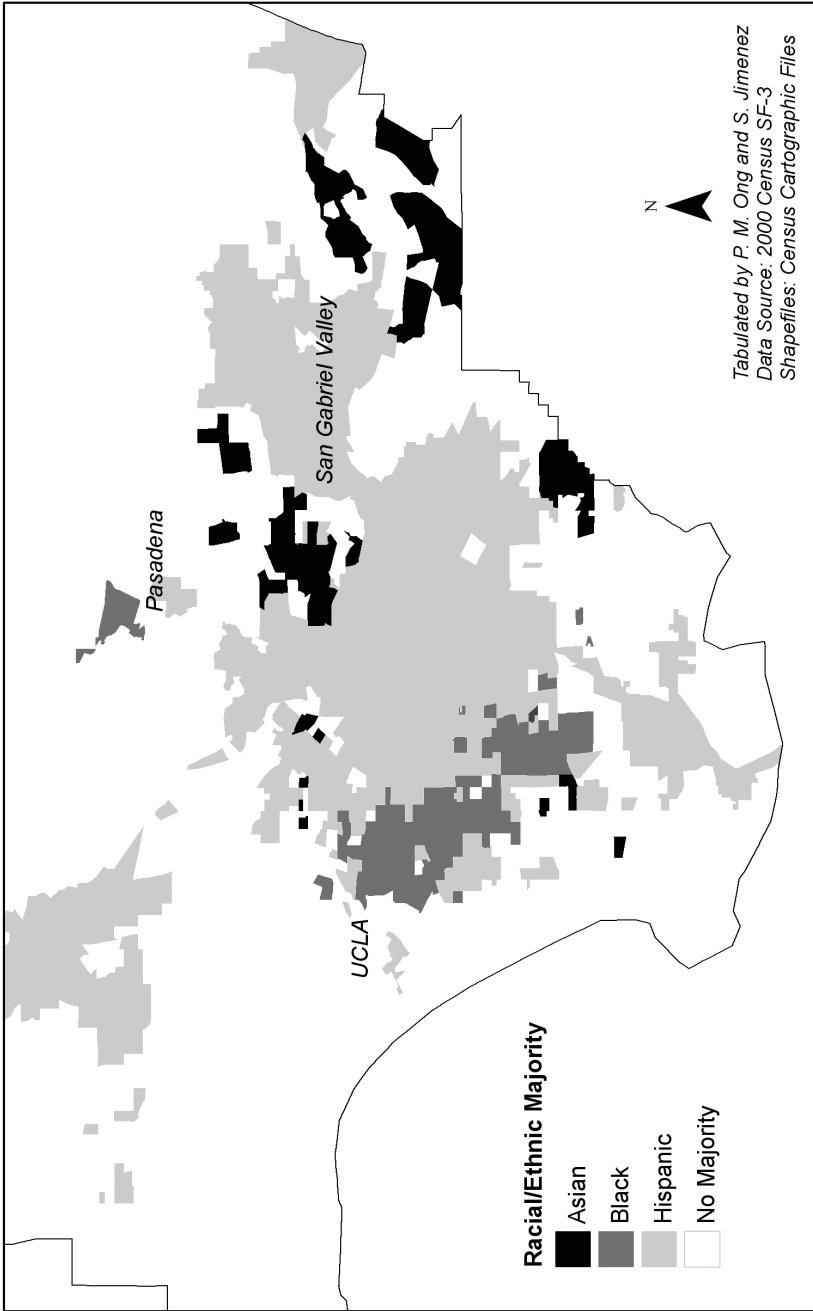 Pasadena
San Gabriel Valley
UCLA
Racial/Ethnic Majority
Asian
Black
Hispanic
No Majority
N
Tabulated by P. M. Ong and S. Jimenez
Data Source: 2000 Census SF-3
Shapefiles: Census Cartographic Files